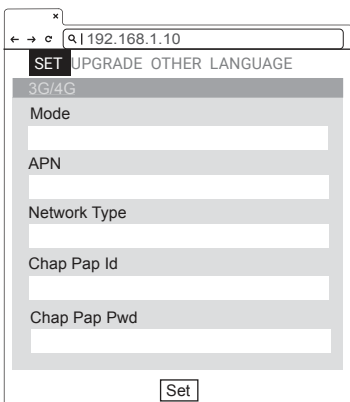 192.168.1.10
SET UPGRADE OTHER LANGUAGE
3G/4G
Mode
APN
Network Type
Chap Pap Id
Chap Pap Pwd
Set